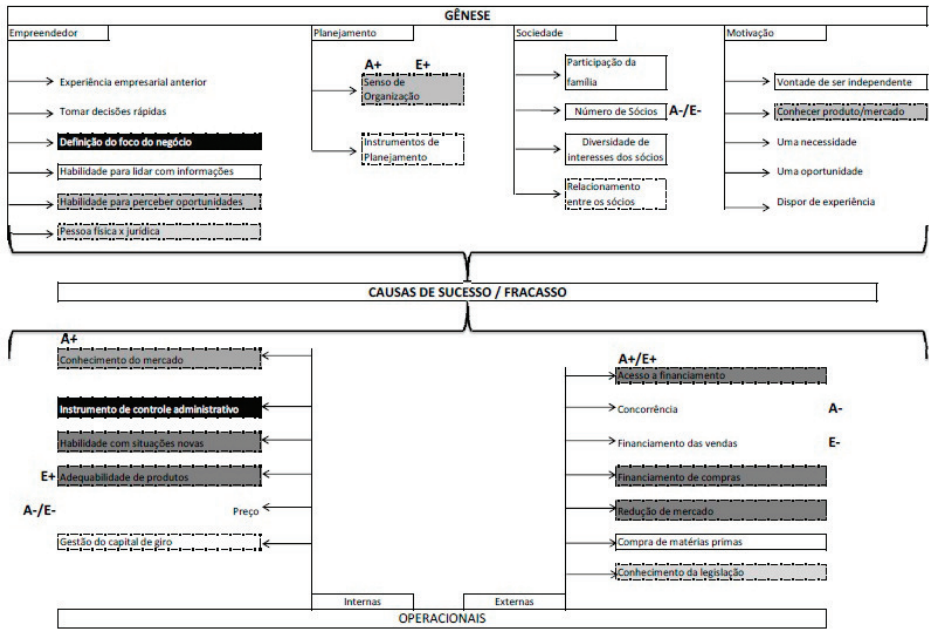 GÊNESE
Empreendedor
Experiência empresarial anterior
Tomar decisões rápidas
Definição do foco do negócio
Habilidade para lidar com informações
Habilidade para perceber oportunidades
Pessoa física x jurídica
Planejamento
A+ E+
Senso de
Organização
Instrumentos de
Planejamento
Sociedade
Participação da
família
Número de Sócios A-/E-
Diversidade de
interesses dos sócios
Relacionamento
entre os sócios
Motivação
Vontade de ser independente
Conhecer produto/mercado
Uma necessidade
Uma oportunidade
Dispor de experiência
CAUSAS DE SUCESSO / FRACASSO
A+
Conhecimento do mercado
Instrumento de controle administrativo
Habilidade com situações novas
E+ Adequabilidade de produtos
A-/E- Preço
Gestão do capital de giro
Internas
A+/E+
Acesso a financiamento
Concorrência A-
Financiamento das vendas E-
Financiamento de compras
Redução de mercado
Compra de matérias primas
Conhecimento da legislação
Externas
OPERACIONAIS